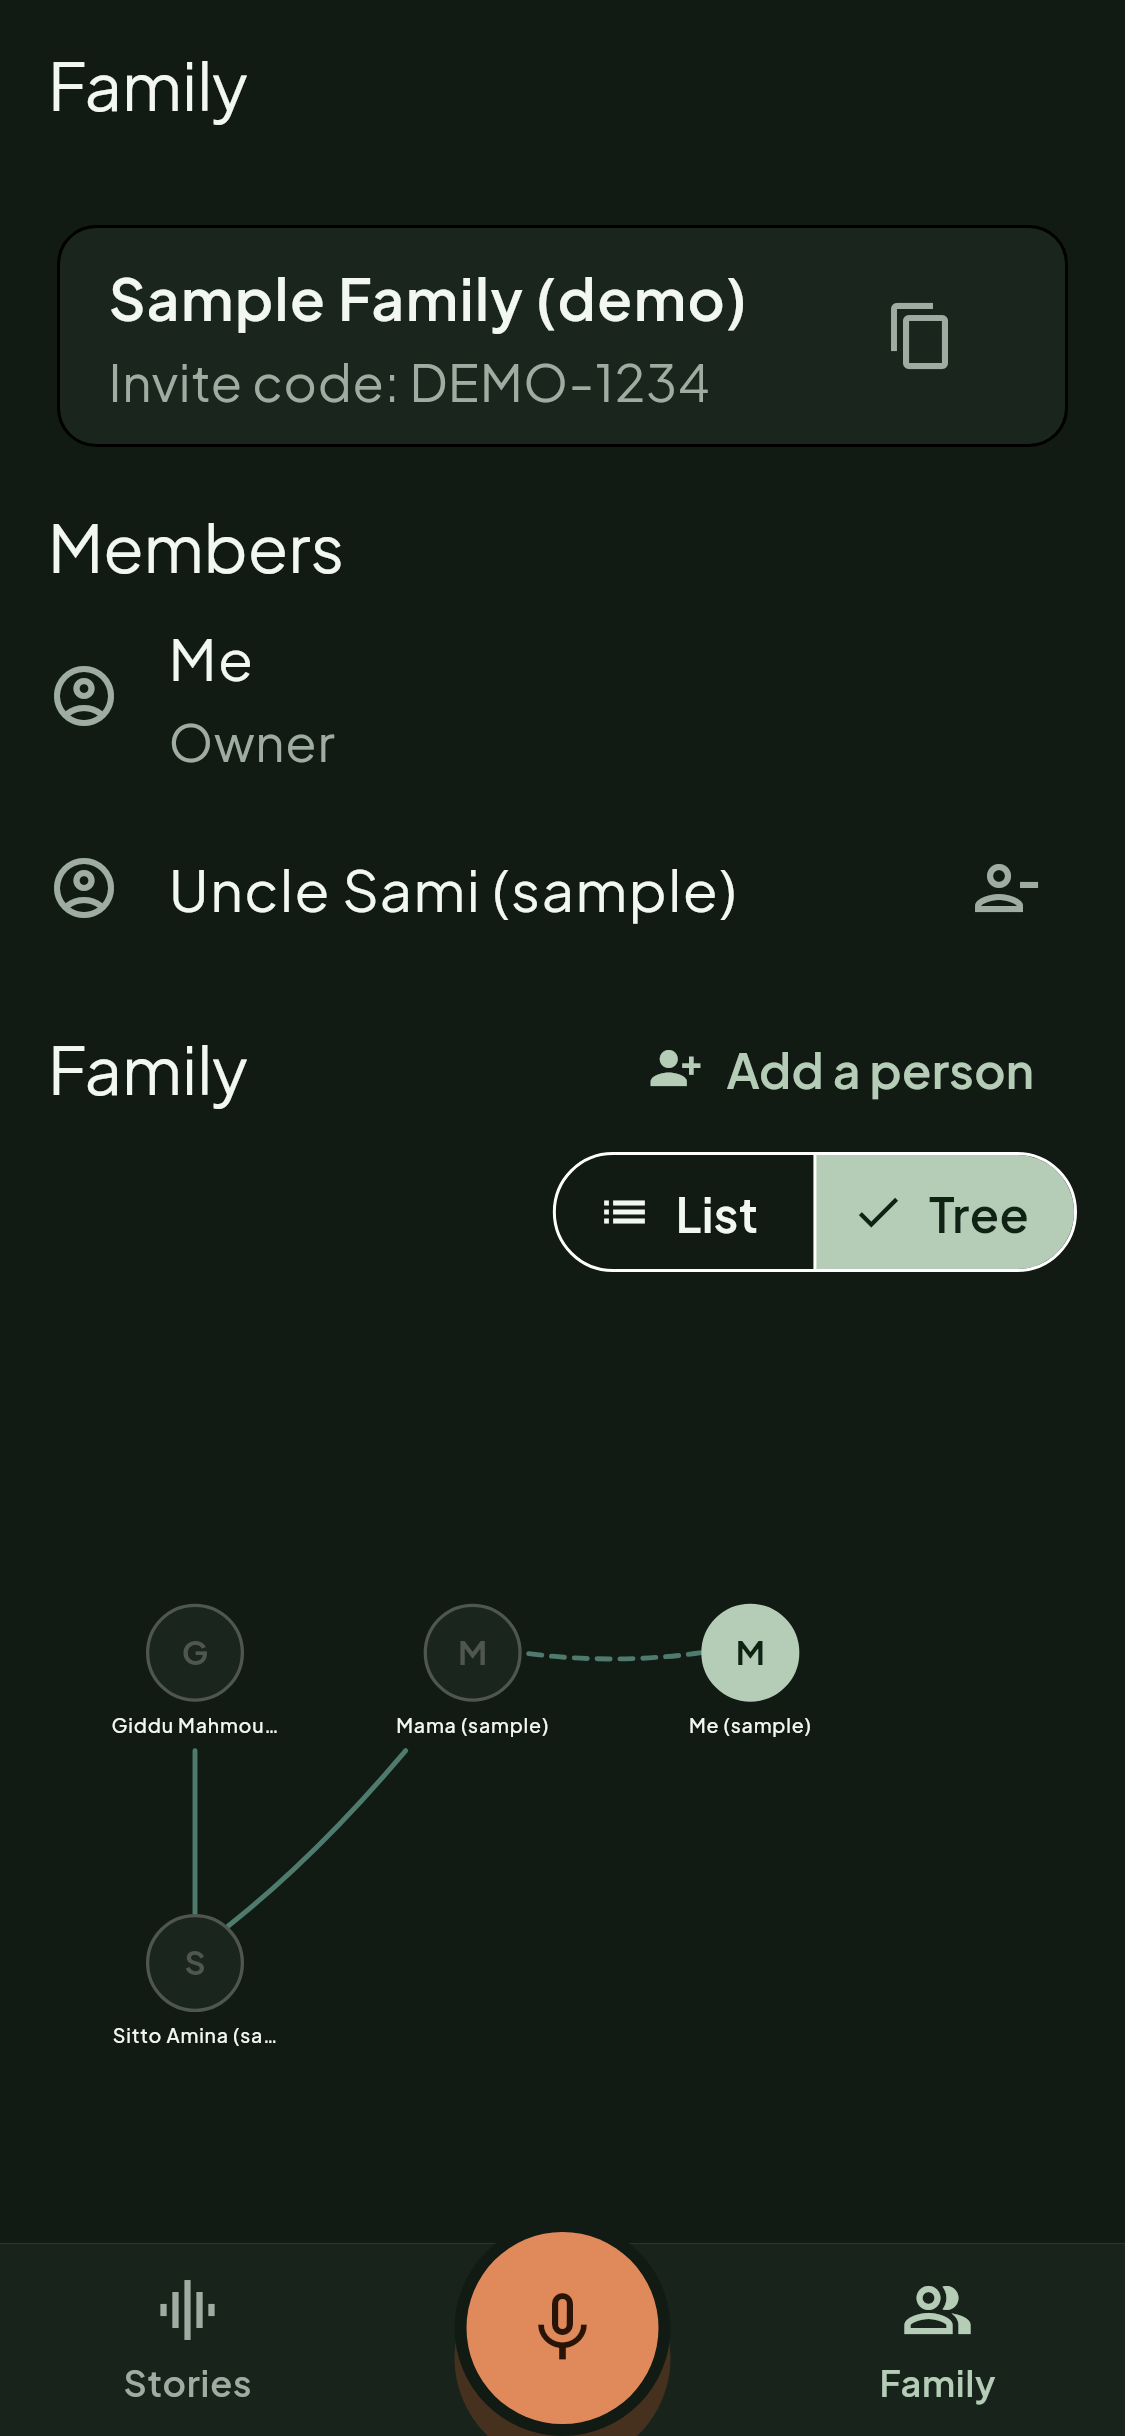 Family
Sample Family (demo)
Invite code: DEMO-1234
Members
Me
Owner
Uncle Sami (sample)
Family
Add a person
List
Tree
G
M
M
Giddu Mahmou...
Mama (sample)
Me (sample)
S
Sitto Amina (sa...
Stories
Family